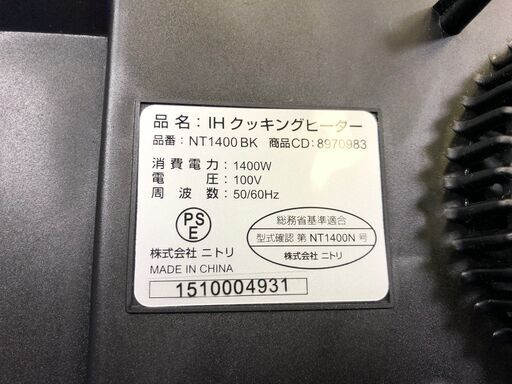 品 名：IHクッキングヒーター
品番：NT1400BK 商品CD：8970983
消費電力：1400W
電 圧：100V
周 波 数：50/60Hz
PS
E
総務省基準適合
型式確認 第 NT1400N 号
株式会社 ニトリ
株式会社 ニトリ
MADE IN CHINA
1510004931